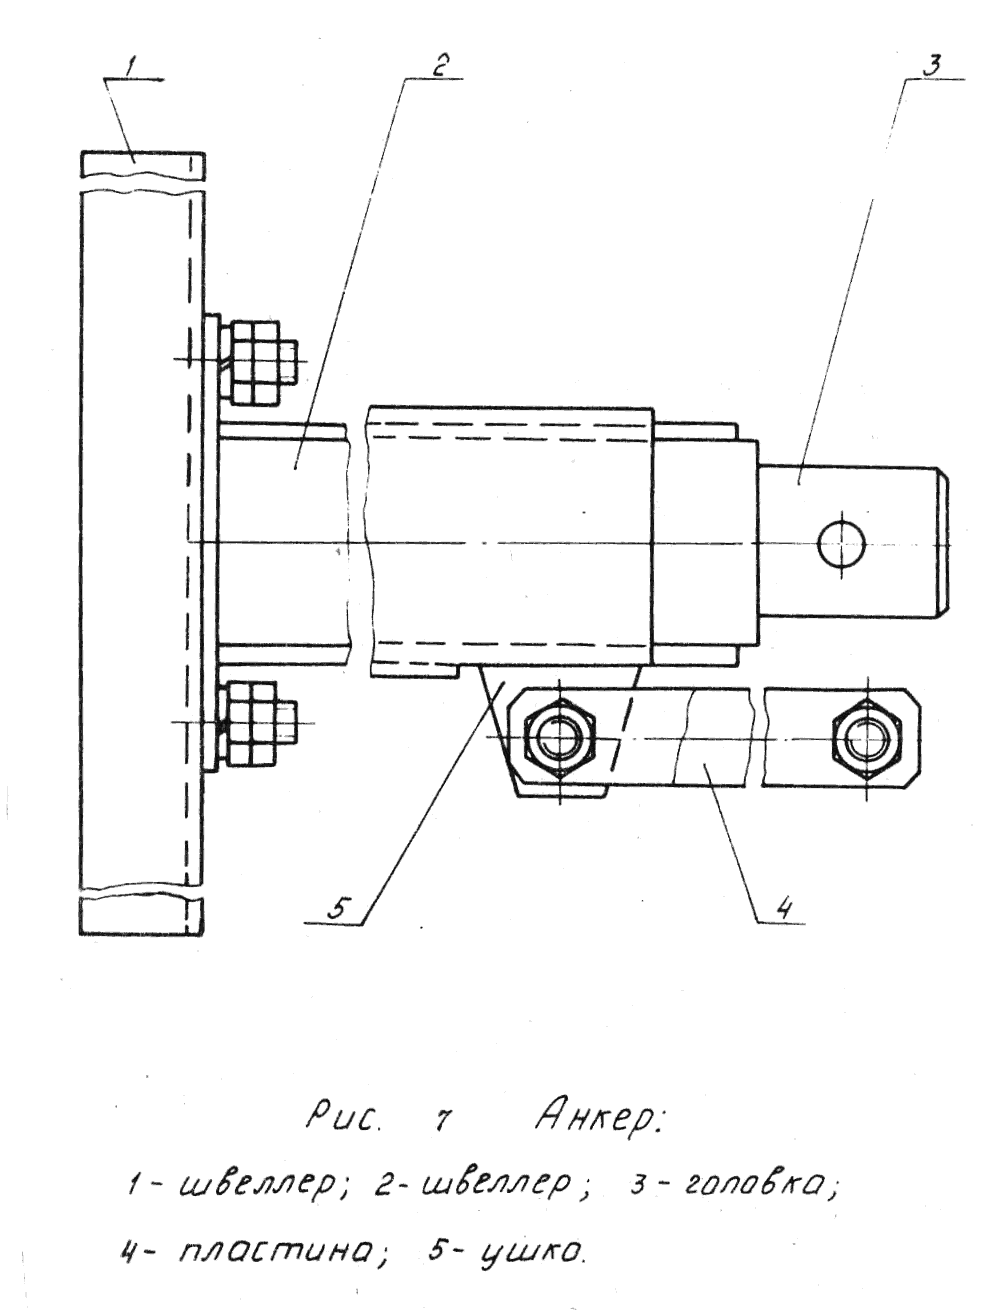 1 2 3
5 4
Рис. 7 Анкер:
1- швеллер; 2- швеллер; 3- головка;
4- пластина; 5- ушко.